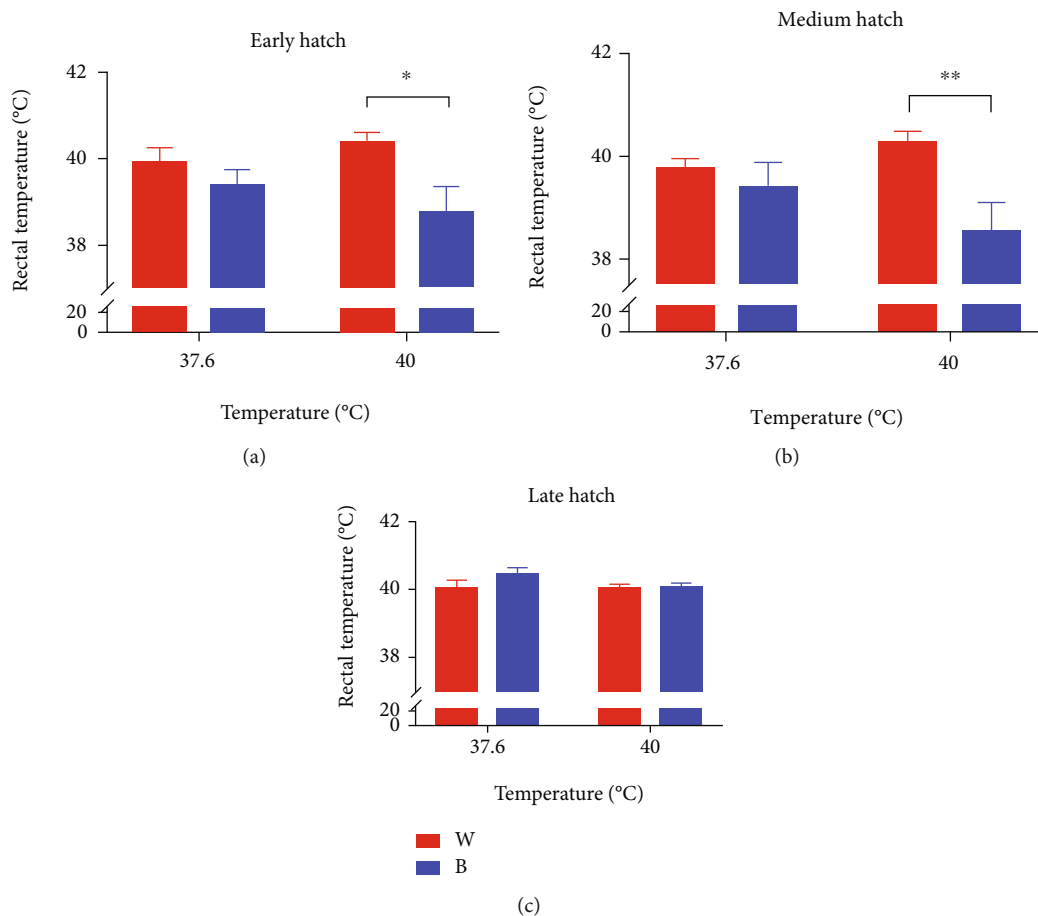 Early hatch
Rectal temperature (°C)
42
40
38
20
0
*
37.6
40
Temperature (°C)
(a)
Medium hatch
Rectal temperature (°C)
42
40
38
20
0
**
37.6
40
Temperature (°C)
(b)
Late hatch
Rectal temperature (°C)
42
40
38
20
0
37.6
40
Temperature (°C)
W
B
(c)